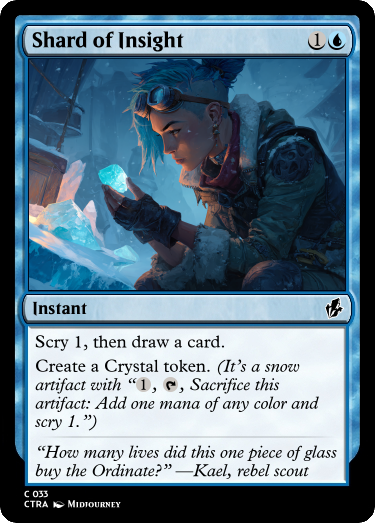 Shard of Insight 1
Instant
Scry 1, then draw a card.
Create a Crystal token. (It's a snow
artifact with “1, , Sacrifice this
artifact: Add one mana of any color and
scry 1.”)
“How many lives did this one piece of glass
buy the Ordinate?” —Kael, rebel scout
C 033
CTRA Midjourney